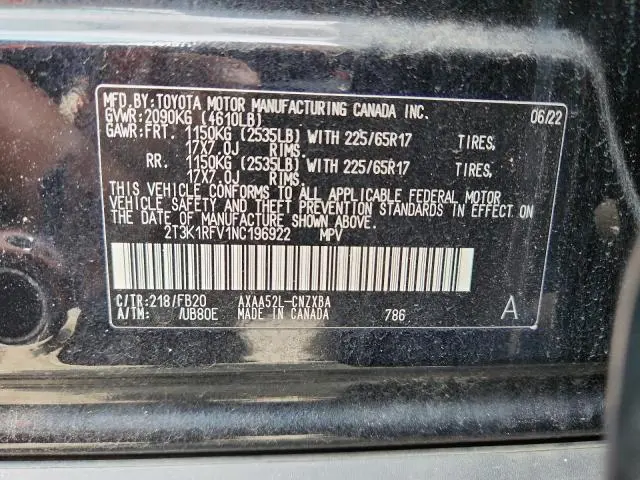 MFD.BY:TOYOTA MOTOR MANUFACTURING CANADA INC. 06/22
GVWR:2090KG (4610LB)
GAWR:FRT. 1150KG (2535LB) WITH 225/65R17 TIRES,
17X7.0J RIMS
RR. 1150KG (2535LB) WITH 225/65R17 TIRES,
17X7.0J RIMS
THIS VEHICLE CONFORMS TO ALL APPLICABLE FEDERAL MOTOR
VEHICLE SAFETY AND THEFT PREVENTION STANDARDS IN EFFECT ON THE
DATE OF MANUFACTURE SHOWN ABOVE.
2T3K1RFV1NC196922 MPV
C/TR:218/FB20 AXAA52L-CNZXBA
A/TM: /UB80E MADE IN CANADA 786 A